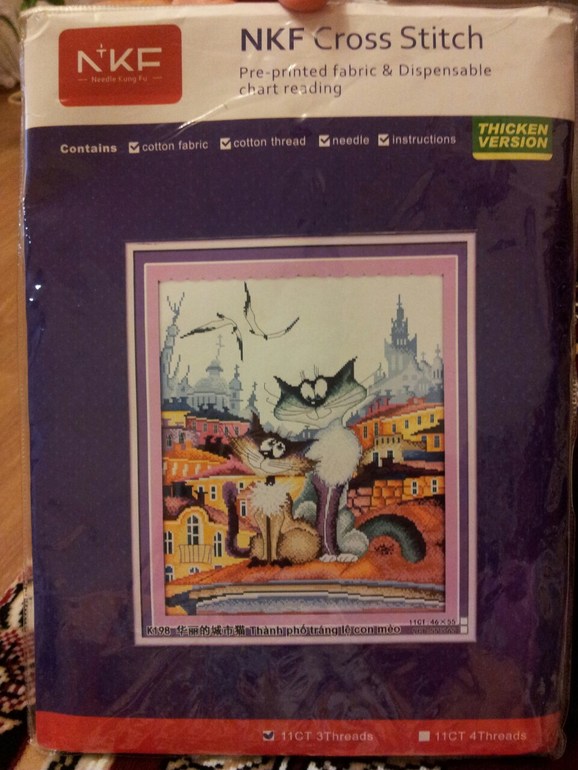 NKF
Needle Kung Fu
NKF Cross Stitch
Pre-printed fabric & Dispensable
chart reading
Contains cotton fabric cotton thread needle instructions
THICKEN
VERSION
11CT 46×55
K198 华丽的城市猫 Thành phố tráng lệ con mèo
11CT 3Threads 11CT 4Threads